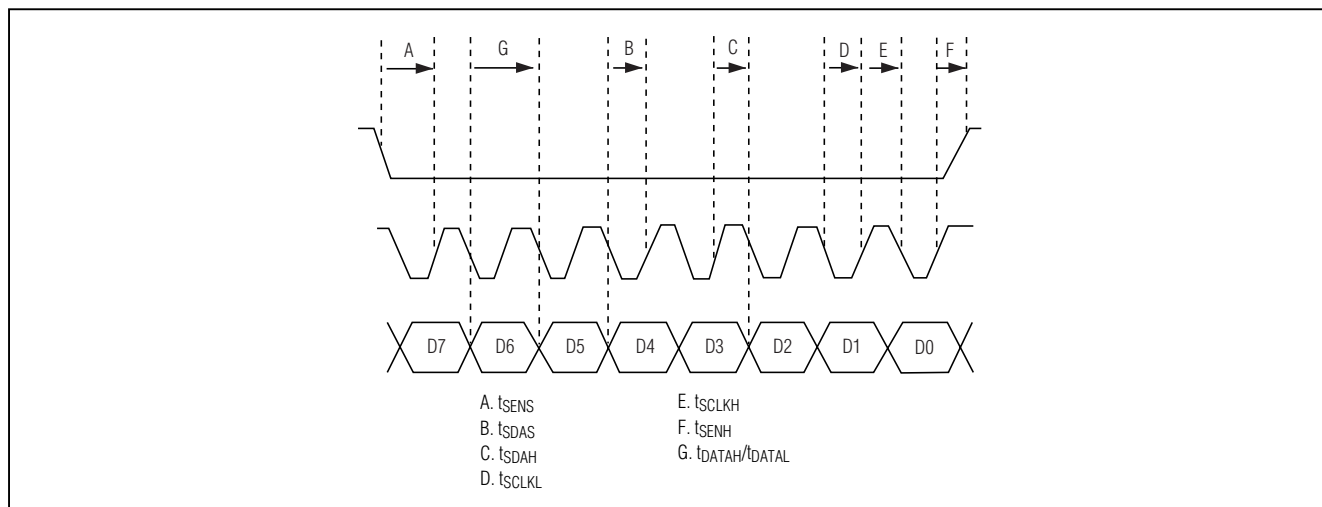 A G B C D E F
D7 D6 D5 D4 D3 D2 D1 D0
A. tSENS
B. tSDAS
C. tSDAH
D. tSCLKL
E. tSCLKH
F. tSENH
G. tDATAH/tDATAL